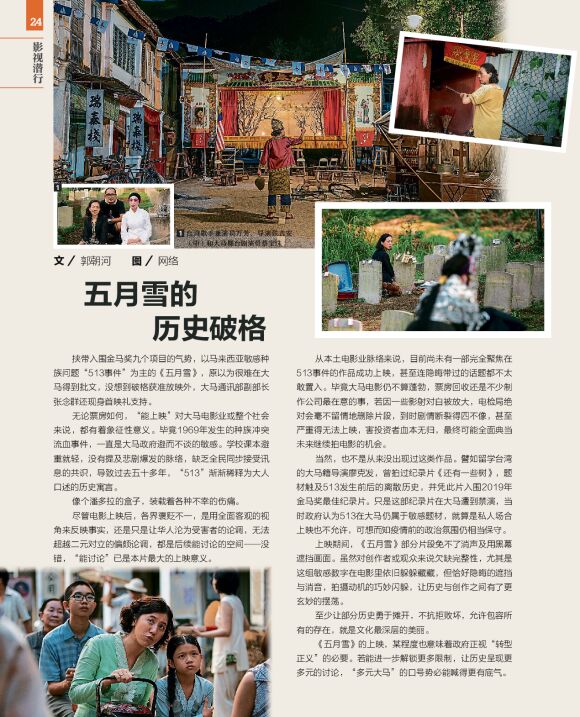 24
影视潜行
瑞泰栈
1
1
文／郭朝河 图／网络
五月雪的
历史破格
挟带入围金马奖九个项目的气势，以马来西亚敏感种
族问题“513事件”为主的《五月雪》，原以为很难在大
马得到批文，没想到破格获准放映外，大马通讯部副部长
张念群还现身首映礼支持。
无论票房如何，“能上映”对大马电影业或整个社会
来说，都有着象征性意义。毕竟1969年发生的种族冲突
流血事件，一直是大马政府避而不谈的敏感。学校课本避
重就轻，没有提及悲剧爆发的脉络，缺乏全民同步接受讯
息的共识，导致过去五十多年，“513”渐渐稀释为大人
口述的历史寓言。
像个潘多拉的盒子，装载着各种不幸的伤痛。
尽管电影上映后，各界褒贬不一，是用全面客观的视
角来反映事实，还是只是让华人沦为受害者的论调，无法
超越二元对立的偏颇论调，都是后续能讨论的空间——没
错，“能讨论”已是本片最大的上映意义。
从本土电影业脉络来说，目前尚未有一部完全聚焦在
513事件的作品成功上映，甚至连隐晦带过的话题都不太
敢置入。毕竟大马电影仍不算蓬勃，票房回收还是不少制
作公司最在意的事，若因一些影射对白被放大，电检局绝
对会毫不留情地删除片段，到时剧情断裂得四不像，甚至
严重得无法上映，害投资者血本无归，最终可能全面典当
未来继续拍电影的机会。
当然，也不是从来没出现过这类作品。譬如留学台湾
的大马籍导演廖克发，曾拍过纪录片《还有一些树》，题
材触及513发生前后的离散历史，并凭此片入围2019年
金马奖最佳纪录片。只是这部纪录片在大马遭到禁演，当
时政府认为513在大马仍属于敏感题材，就算是私人场合
上映也不允许，可想而知疫情前的政治氛围仍相当保守。
上映期间，《五月雪》部分片段免不了消声及用黑幕
遮挡画面。虽然对创作者或观众来说欠缺完整性，尤其是
这组敏感数字在电影里依旧躲躲藏藏，但恰好隐晦的遮挡
与消音，拍摄动机的巧妙闪躲，让历史与创作之间有了更
玄妙的摆荡。
至少让部分历史勇于摊开，不抗拒败坏，允许包容所
有的存在，就是文化最深层的美丽。
《五月雪》的上映，某程度也意味着政府正视“转型
正义”的必要。若能进一步解锁更多限制，让历史呈现更
多元的讨论，“多元大马”的口号势必能喊得更有底气。